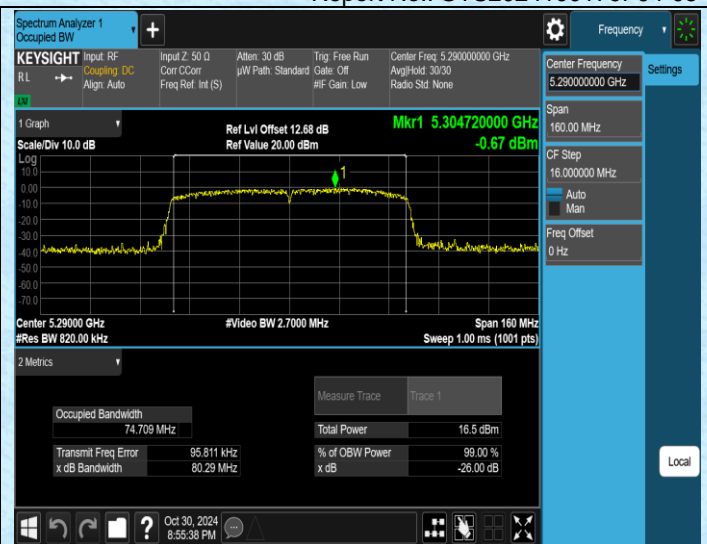 Spectrum Analyzer 1
Occupied BW
+
Frequency
KEYSIGHT
RL
LXI
Input: RF
Coupling: DC
Align: Auto
Input Z: 50 Ω
Corr CCorr
Freq Ref: Int (S)
Atten: 30 dB
µW Path: Standard
Trig: Free Run
Gate: Off
#IF Gain: Low
Center Freq: 5.290000000 GHz
Avg|Hold: 30/30
Radio Std: None
Center Frequency
5.290000000 GHz
Settings
Span
160.00 MHz
CF Step
16.000000 MHz
Auto
Man
Freq Offset
0 Hz
1 Graph
Scale/Div 10.0 dB
Ref Lvl Offset 12.68 dB
Ref Value 20.00 dBm
Mkr1 5.304720000 GHz
-0.67 dBm
Log
10.0
0.00
-10.0
-20.0
-30.0
-40.0
-50.0
-60.0
-70.0
1
Center 5.29000 GHz
#Video BW 2.7000 MHz
Span 160 MHz
#Res BW 820.00 kHz
Sweep 1.00 ms (1001 pts)
2 Metrics
Measure Trace
Trace 1
Occupied Bandwidth
74.709 MHz
Total Power
16.5 dBm
Transmit Freq Error
95.811 kHz
% of OBW Power
99.00 %
x dB Bandwidth
80.29 MHz
x dB
-26.00 dB
Local
?
Oct 30, 2024
8:55:38 PM